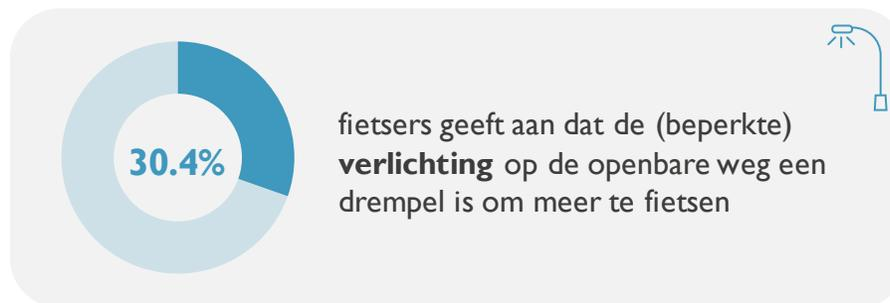 30.4%
fietsers geeft aan dat de (beperkte)
verlichting op de openbare weg een
drempel is om meer te fietsen